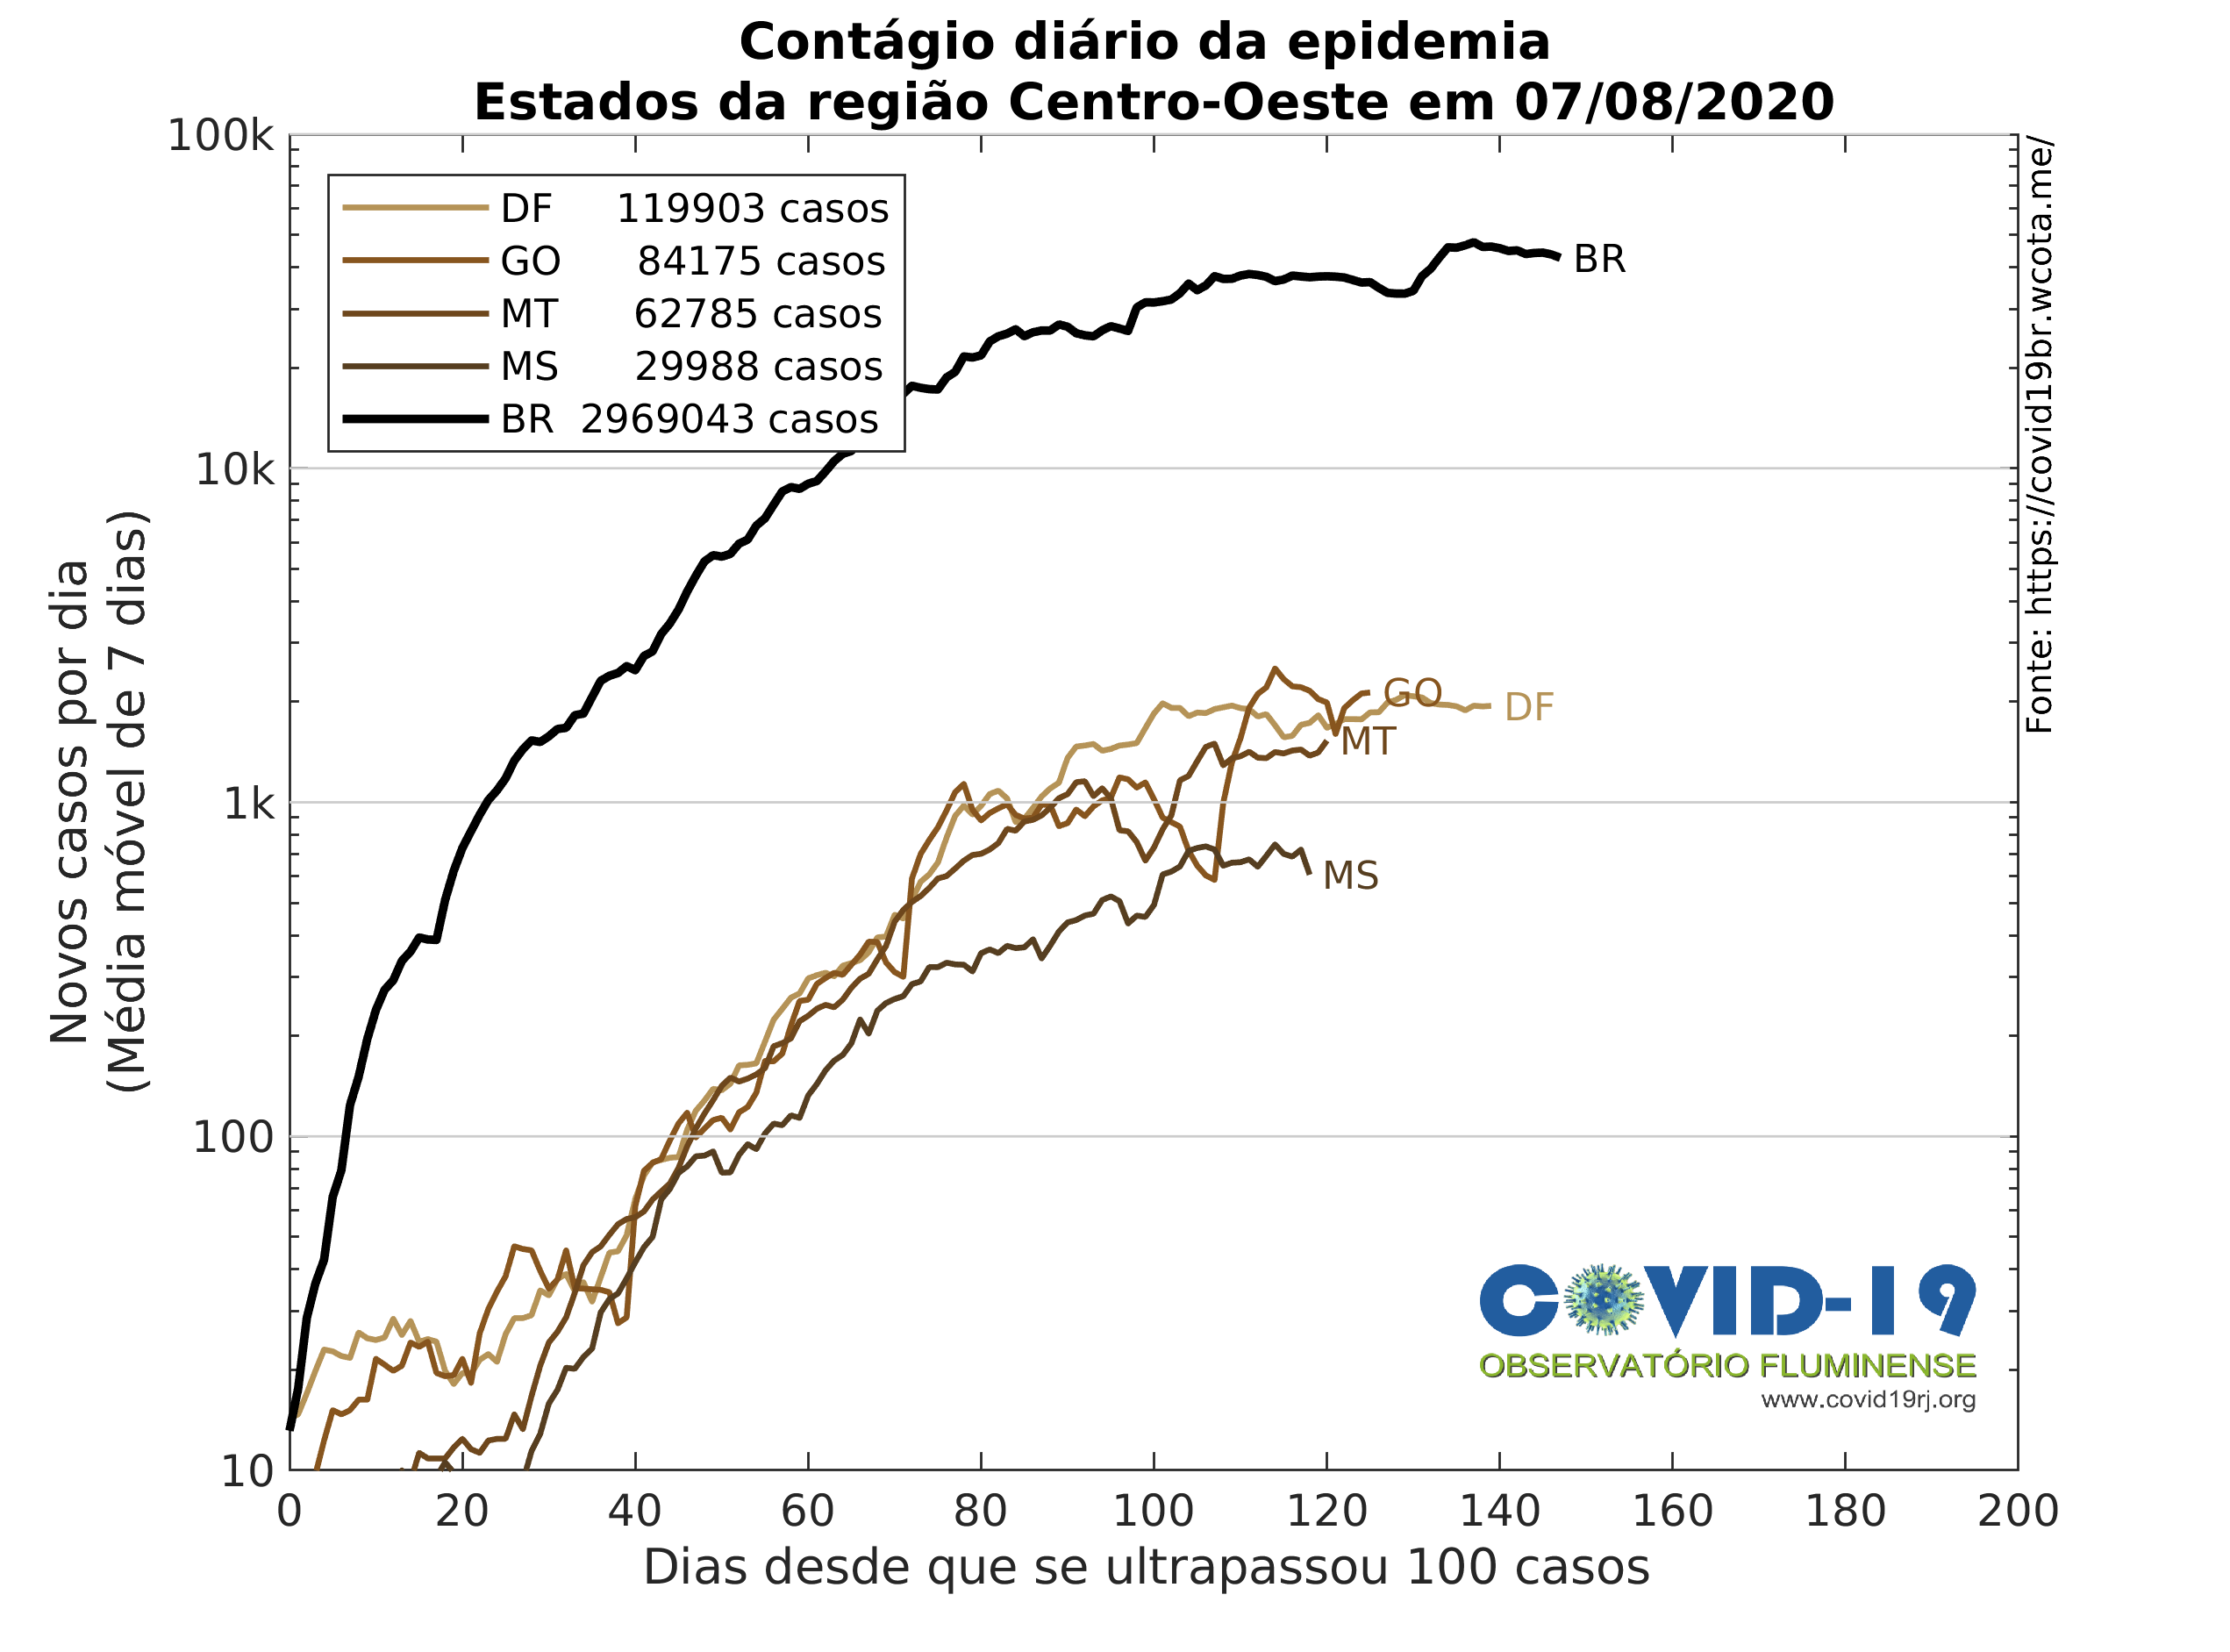 Contágio diário da epidemia
Estados da região Centro-Oeste em 07/08/2020
100k
10k
1k
100
10
Novos casos por dia
(Média móvel de 7 dias)
DF 119903 casos
GO 84175 casos
MT 62785 casos
MS 29988 casos
BR 2969043 casos
BR
GO
DF
MT
MS
Fonte: https://covid19br.wcota.me/
COVID-19
OBSERVATÓRIO FLUMINENSE
www.covid19rj.org
0 20 40 60 80 100 120 140 160 180 200
Dias desde que se ultrapassou 100 casos